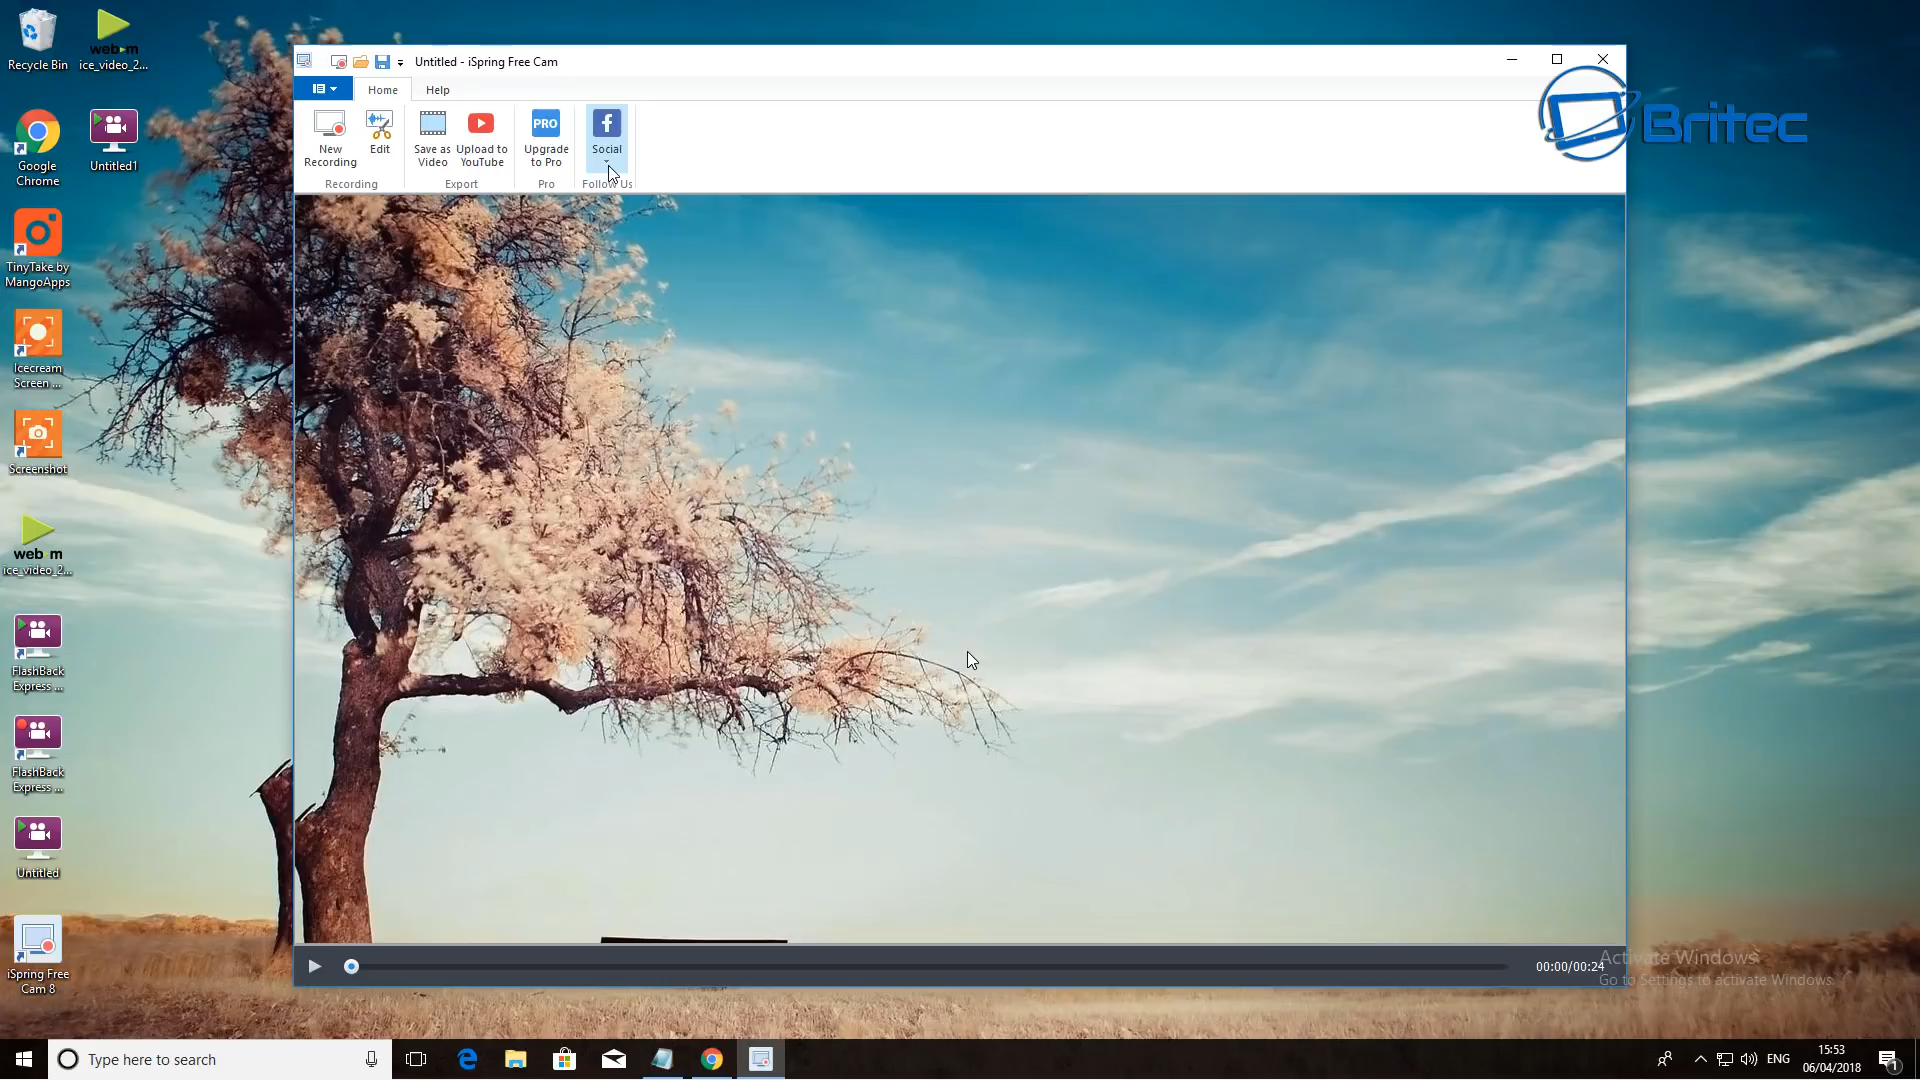 Recycle Bin
webm
ice_video_2...
Google
Chrome
Untitled1
TinyTake by
MangoApps
Icecream
Screen ...
Screenshot
webm
ice_video_2...
FlashBack
Express ...
FlashBack
Express ...
Untitled
iSpring Free
Cam 8
Untitled - iSpring Free Cam
Home
Help
New
Recording
Edit
Save as
Video
Upload to
YouTube
PRO
Upgrade
to Pro
Social
Recording
Export
Pro
Follow Us
Britec
00:00/00:24
Activate Windows
Go to Settings to activate Windows.
Type here to search
ENG
15:53
06/04/2018
1